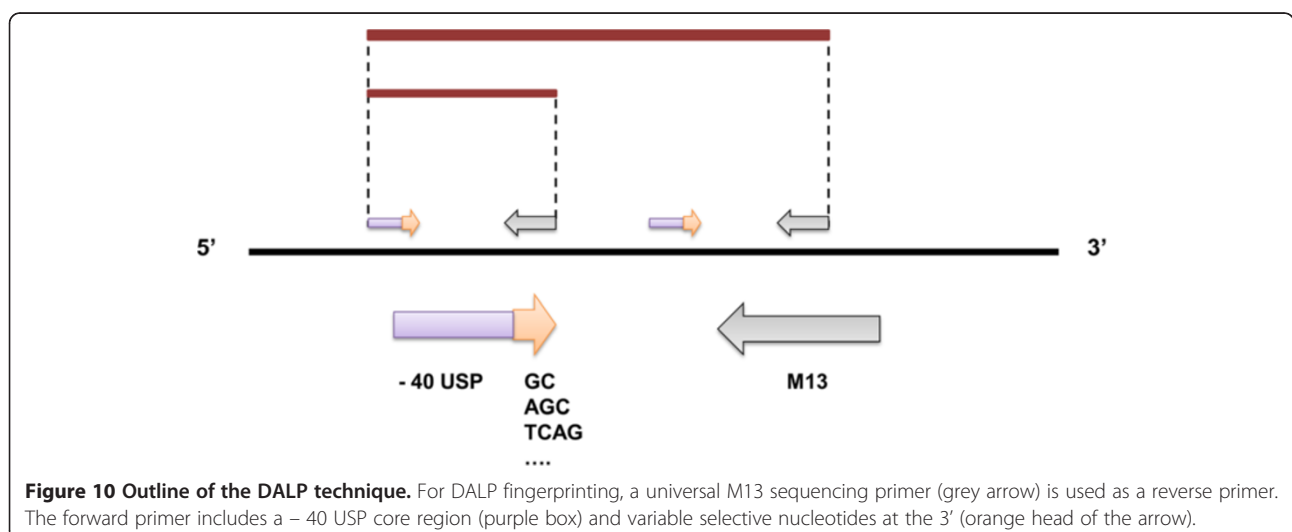 5’ 3’
- 40 USP GC M13
AGC
TCAG
....
Figure 10 Outline of the DALP technique. For DALP fingerprinting, a universal M13 sequencing primer (grey arrow) is used as a reverse primer.
The forward primer includes a – 40 USP core region (purple box) and variable selective nucleotides at the 3’ (orange head of the arrow).